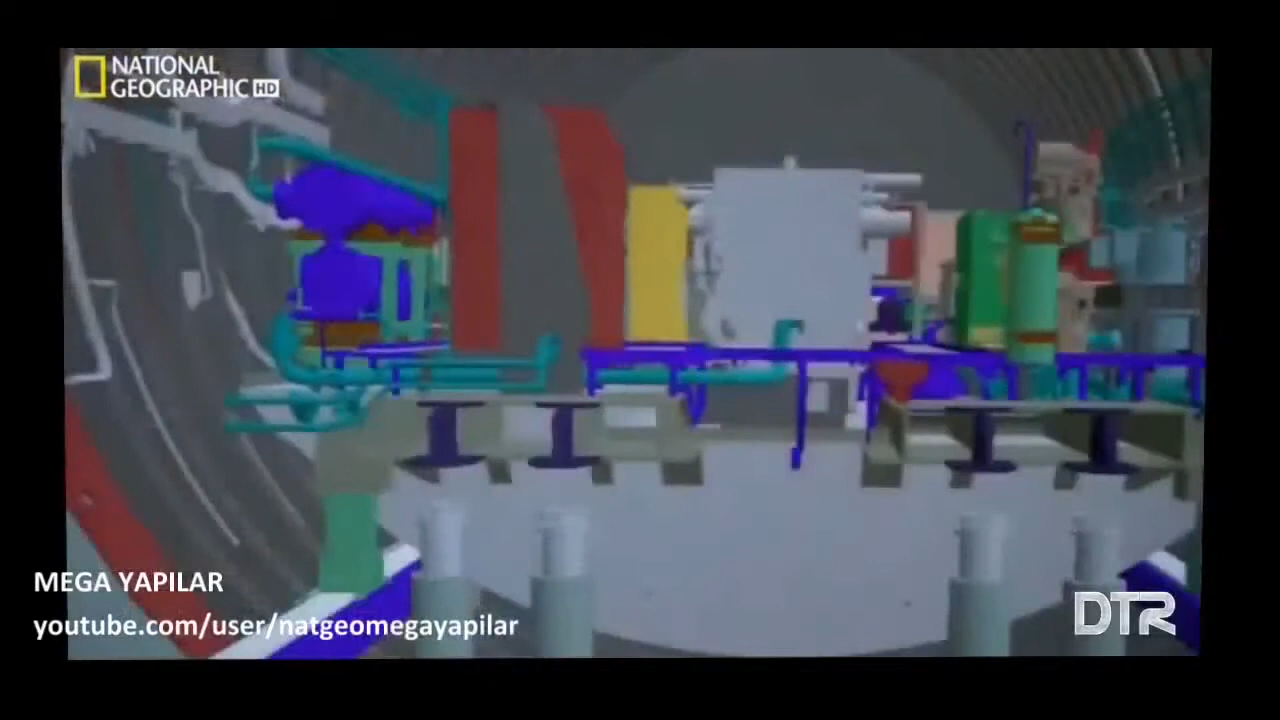 NATIONAL
GEOGRAPHIC HD
MEGA YAPILAR
youtube.com/user/natgeomegayapilar
DTR